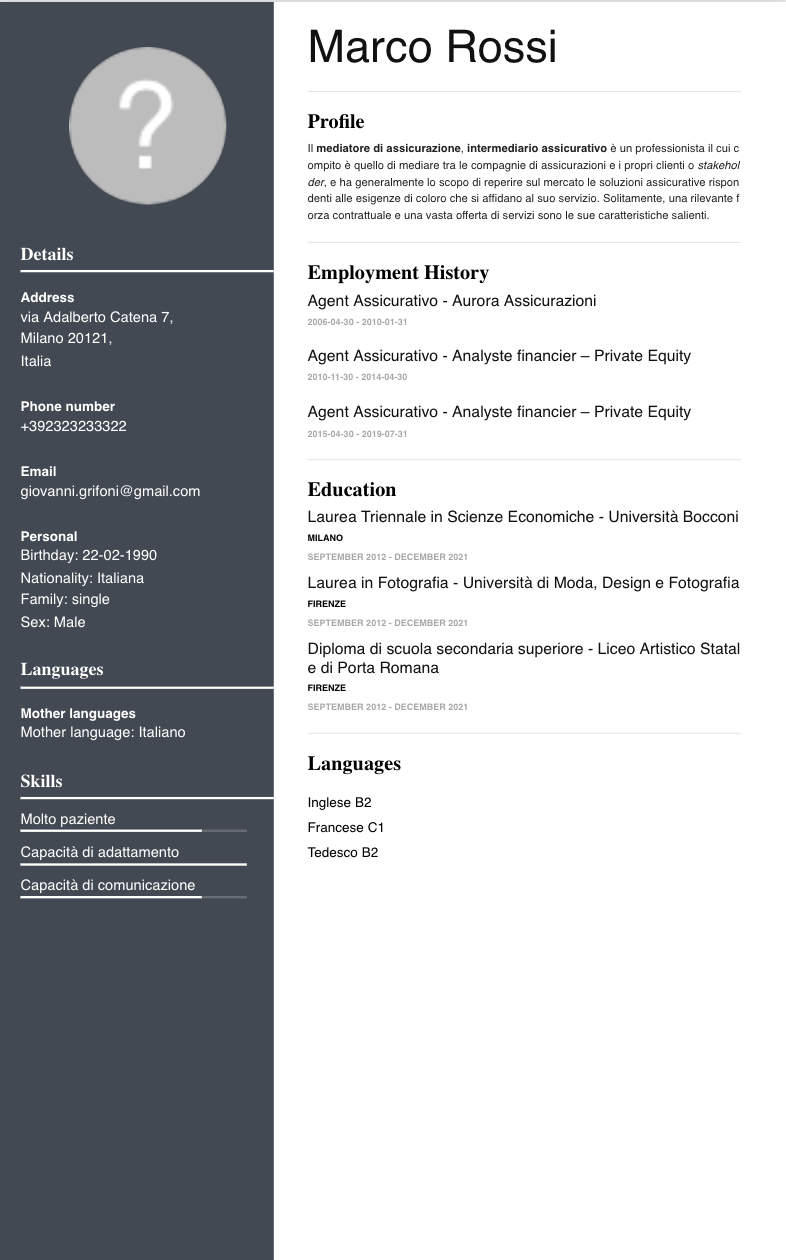 Marco Rossi
Profile
Il mediatore di assicurazione, intermediario assicurativo è un professionista il cui c
ompito è quello di mediare tra le compagnie di assicurazioni e i propri clienti o stakehol
der, e ha generalmente lo scopo di reperire sul mercato le soluzioni assicurative rispon
denti alle esigenze di coloro che si affidano al suo servizio. Solitamente, una rilevante f
orza contrattuale e una vasta offerta di servizi sono le sue caratteristiche salienti.
Employment History
Agent Assicurativo - Aurora Assicurazioni
2006-04-30 - 2010-01-31
Agent Assicurativo - Analyste financier – Private Equity
2010-11-30 - 2014-04-30
Agent Assicurativo - Analyste financier – Private Equity
2015-04-30 - 2019-07-31
Education
Laurea Triennale in Scienze Economiche - Università Bocconi
MILANO
SEPTEMBER 2012 - DECEMBER 2021
Laurea in Fotografia - Università di Moda, Design e Fotografia
FIRENZE
SEPTEMBER 2012 - DECEMBER 2021
Diploma di scuola secondaria superiore - Liceo Artistico Statal
e di Porta Romana
FIRENZE
SEPTEMBER 2012 - DECEMBER 2021
Languages
Inglese B2
Francese C1
Tedesco B2
?
Details
Address
via Adalberto Catena 7,
Milano 20121,
Italia
Phone number
+392323233322
Email
giovanni.grifoni@gmail.com
Personal
Birthday: 22-02-1990
Nationality: Italiana
Family: single
Sex: Male
Languages
Mother languages
Mother language: Italiano
Skills
Molto paziente
Capacità di adattamento
Capacità di comunicazione